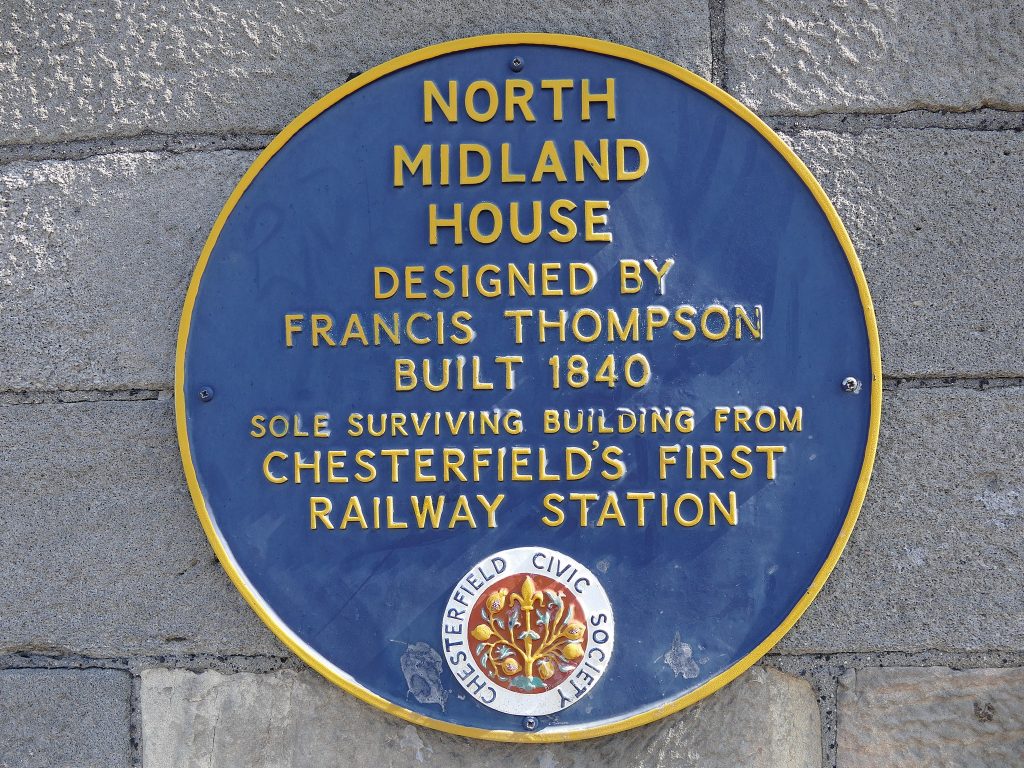 NORTH
MIDLAND
HOUSE
DESIGNED BY
FRANCIS THOMPSON
BUILT 1840
SOLE SURVIVING BUILDING FROM
CHESTERFIELD'S FIRST
RAILWAY STATION
CHESTERFIELD CIVIC SOCIETY